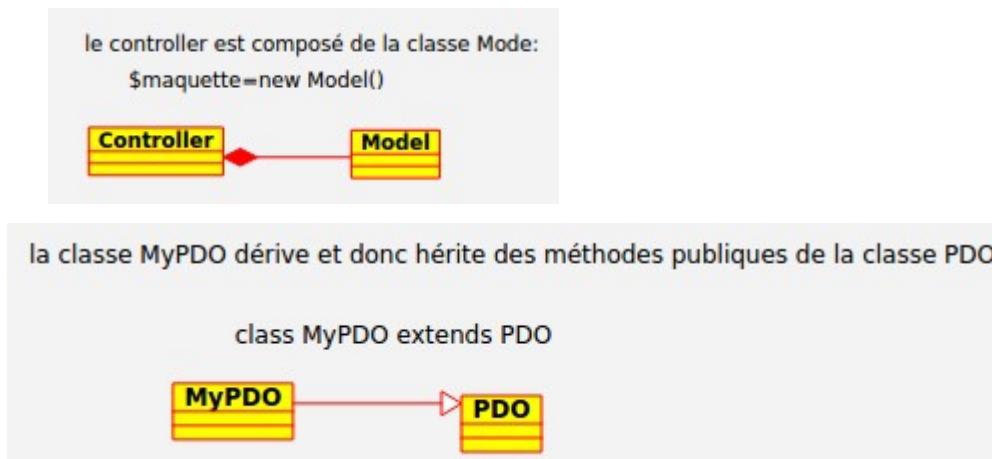 le controller est composé de la classe Mode:
$maquette=new Model()
Controller
Model
la classe MyPDO dérive et donc hérite des méthodes publiques de la classe PDO
class MyPDO extends PDO
MyPDO
PDO